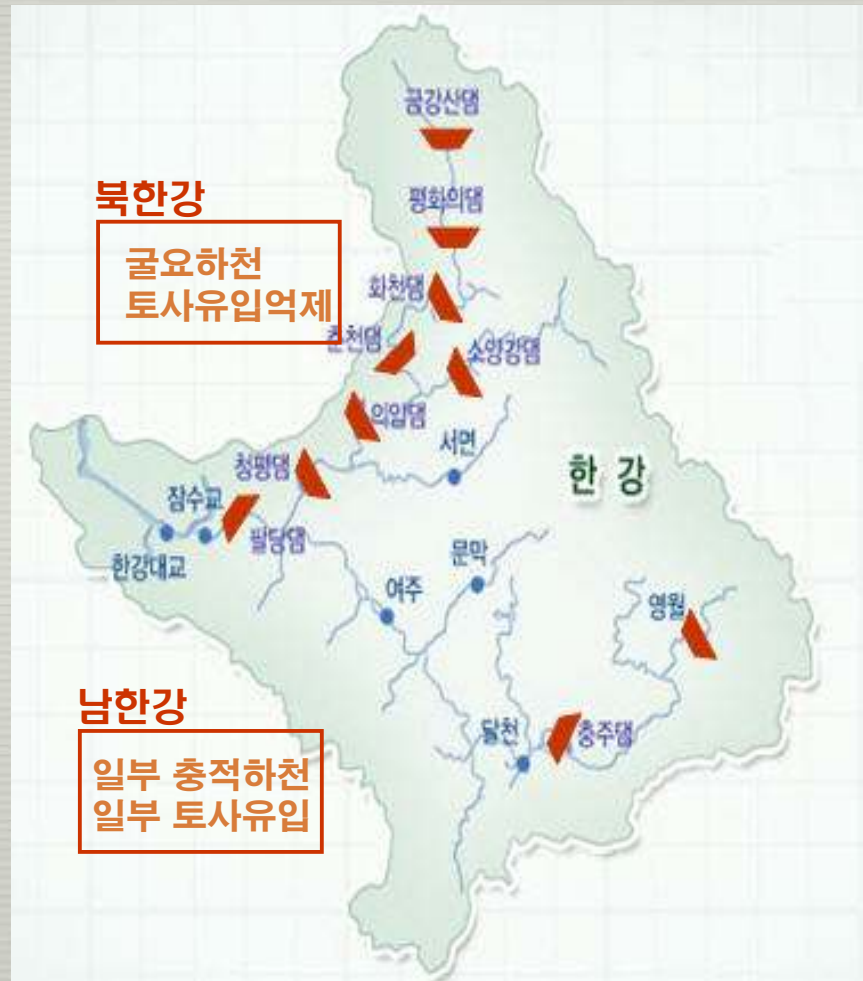 금강산댐
평화의댐
북한강
굴요하천
토사유입억제
화천댐
춘천댐
소양강댐
의암댐
서면
한 강
청평댐
잠수교
팔당댐
한강대교
문막
여주
영월
남한강
일부 충적하천
일부 토사유입
달천
충주댐